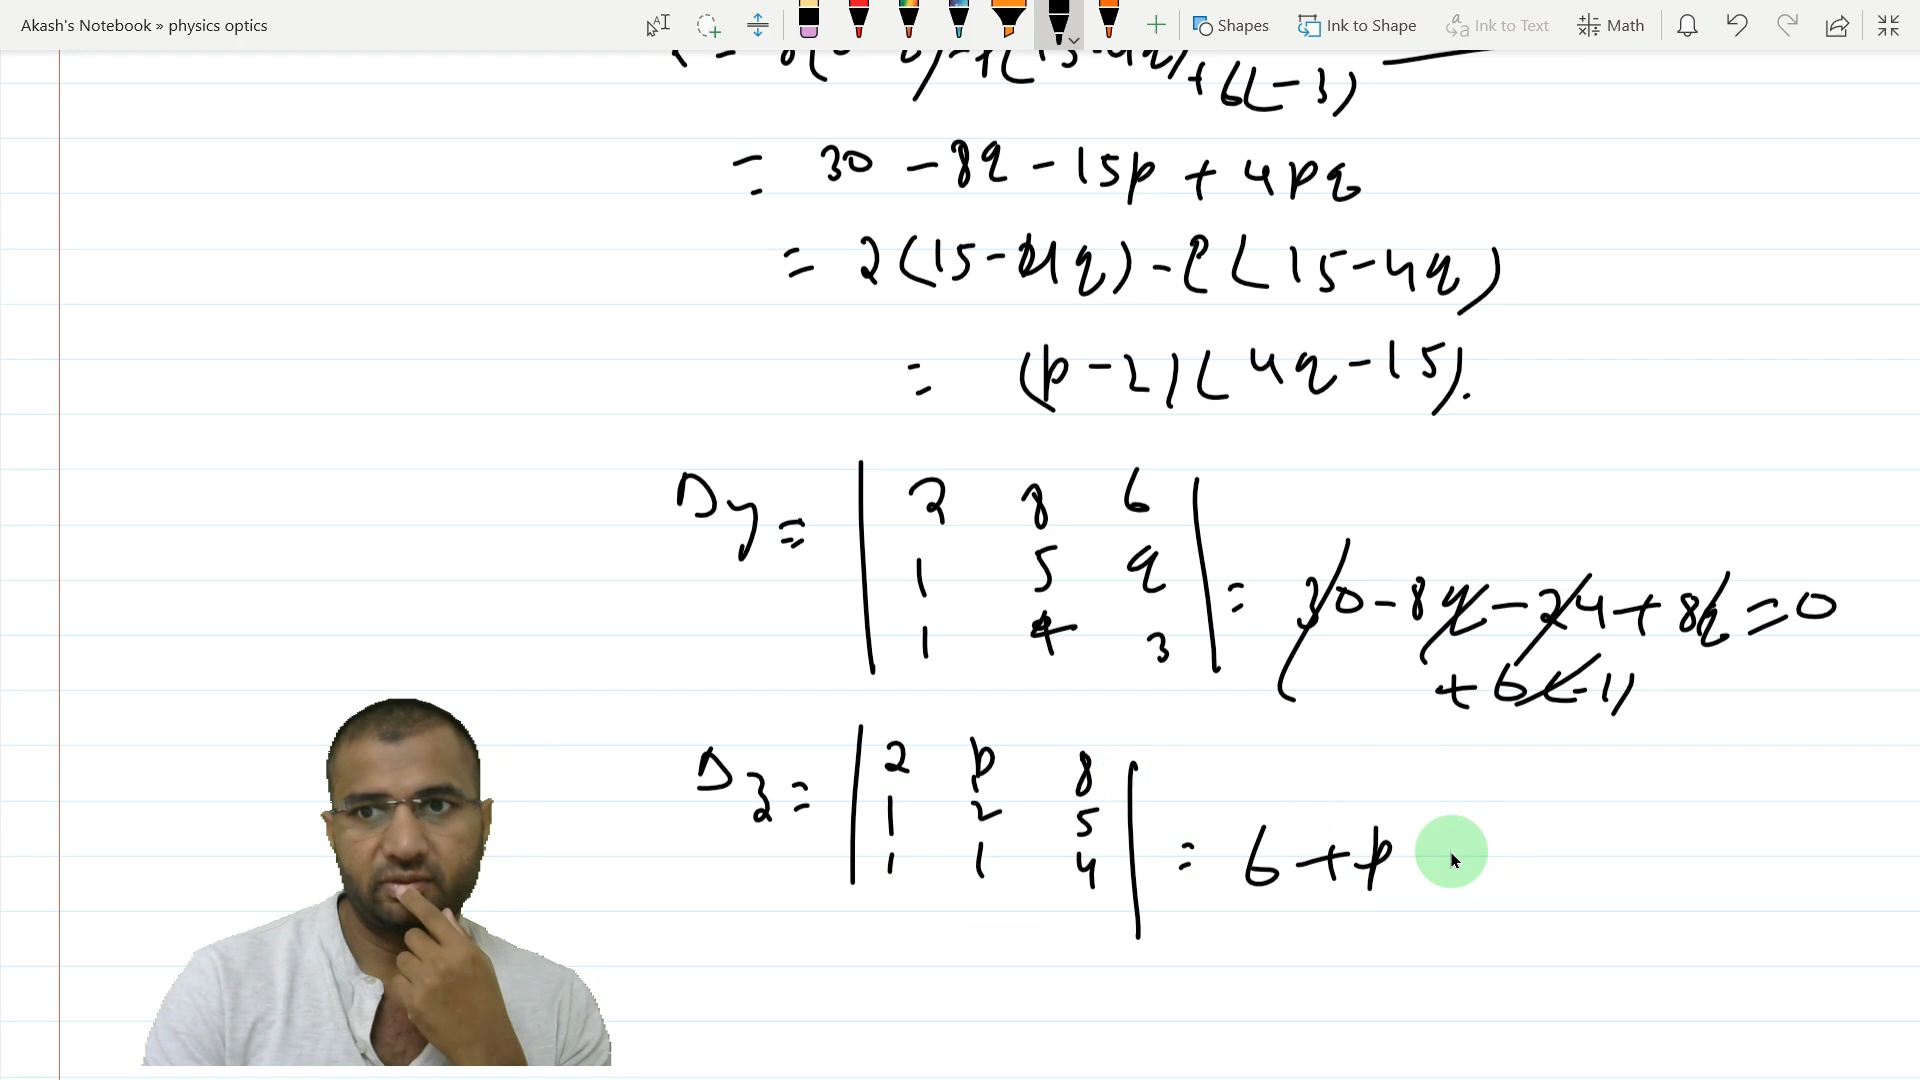 Akash's Notebook » physics optics
Shapes Ink to Shape Ink to Text Math
+ 6(-3)
= 30 - 8q - 15p + 4pq
= 2(15-4q) - p(15-4q)
= (p-2)(4q-15).
Dy = | 2 8 6 |
| 1 5 q | = 30-8q-24+8q=0
| 1 4 3 | +6(-1)
Dz = | 2 p 8 |
| 1 2 5 |
| 1 1 4 | = 6+p